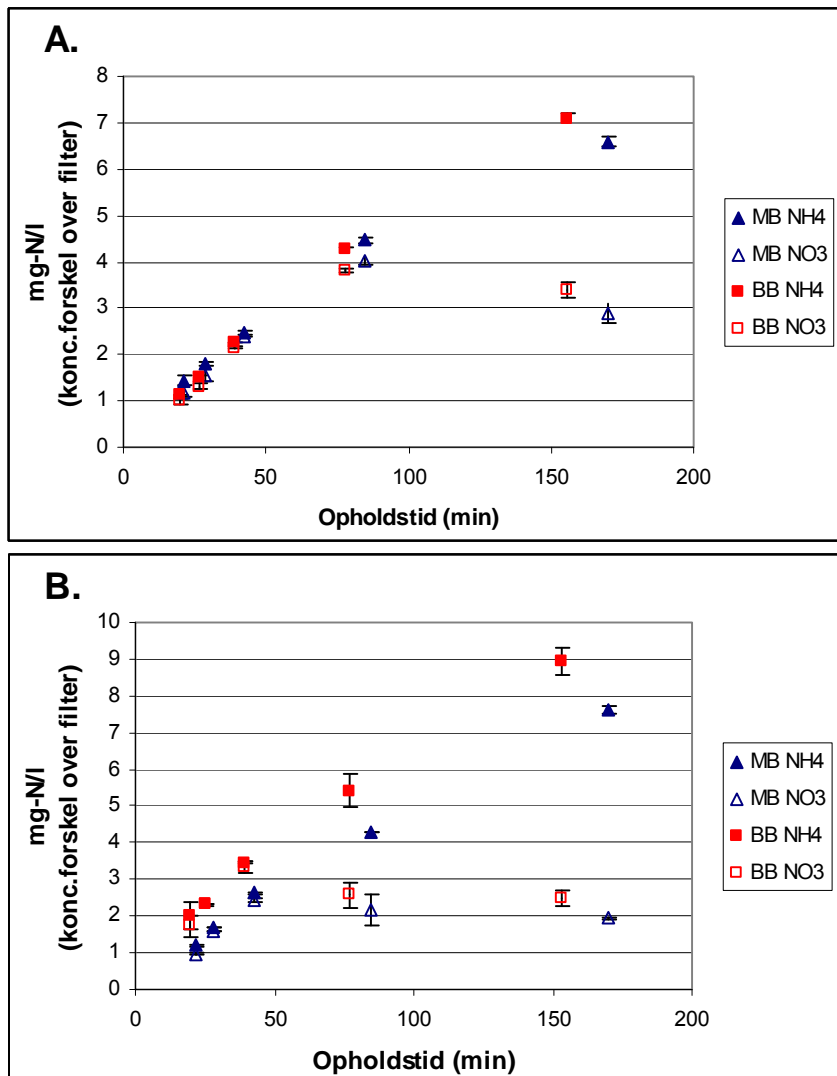 A.
8
7
6
5
4
3
2
1
0
mg-N/l
(konc.forskel over filter)
0 50 100 150 200
Opholdstid (min)
MB NH4
MB NO3
BB NH4
BB NO3
B.
10
9
8
7
6
5
4
3
2
1
0
mg-N/l
(konc.forskel over filter)
0 50 100 150 200
Opholdstid (min)
MB NH4
MB NO3
BB NH4
BB NO3